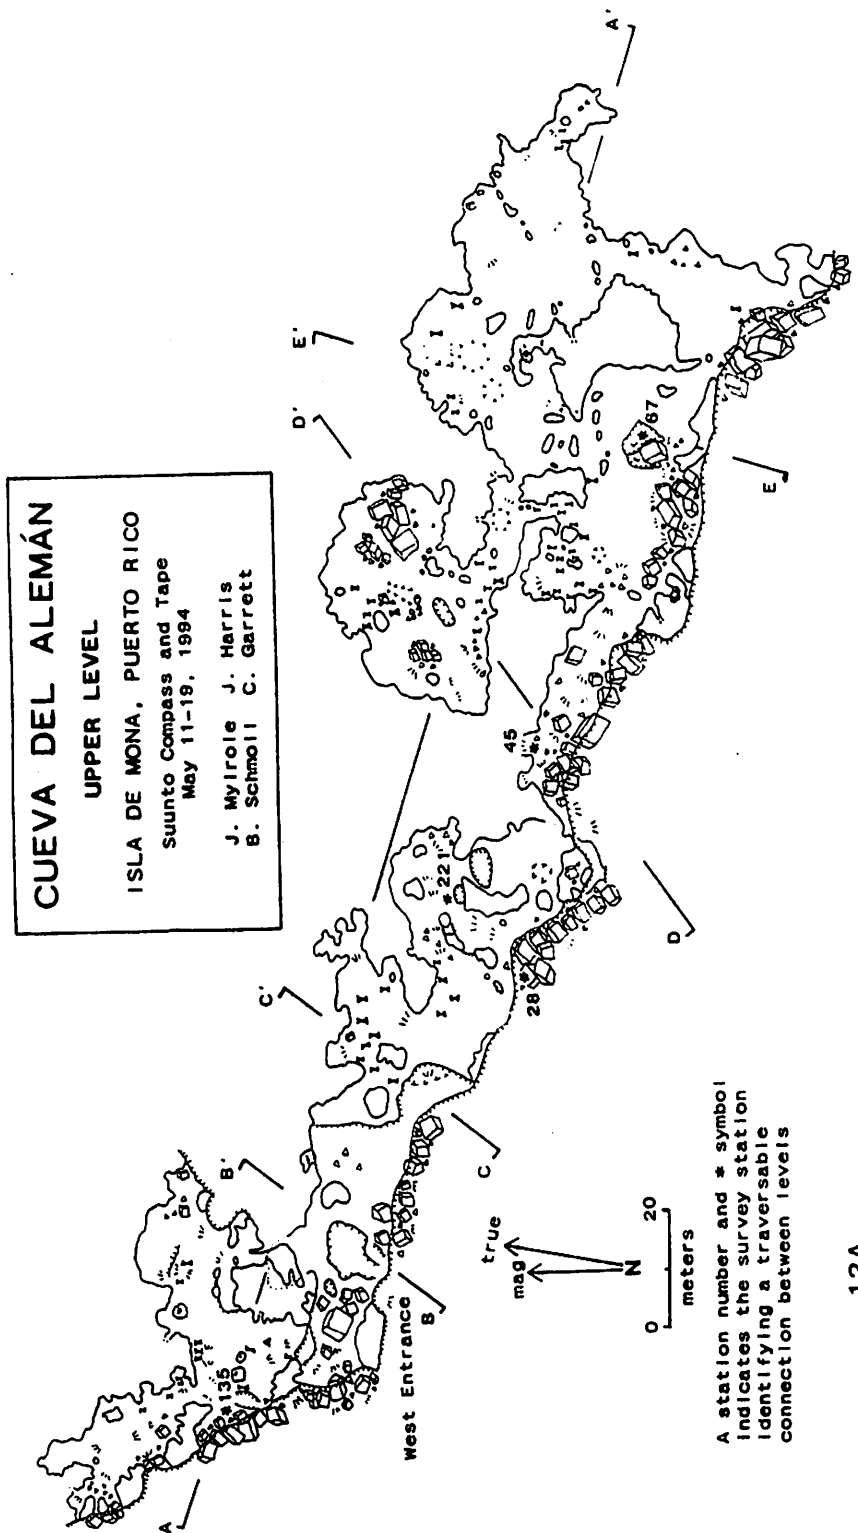 CUEVA DEL ALEMÁN
UPPER LEVEL
ISLA DE MONA, PUERTO RICO
Suunto Compass and Tape
May 11-19, 1994
J. Mylroie J. Harris
B. Schmoll C. Garrett
A
A'
B
B'
C
C'
D
D'
E
E'
*135
28
*221
45
67
West Entrance
true
mag
N
0 20
meters
A station number and * symbol
indicates the survey station
identifying a traversable
connection between levels
12A